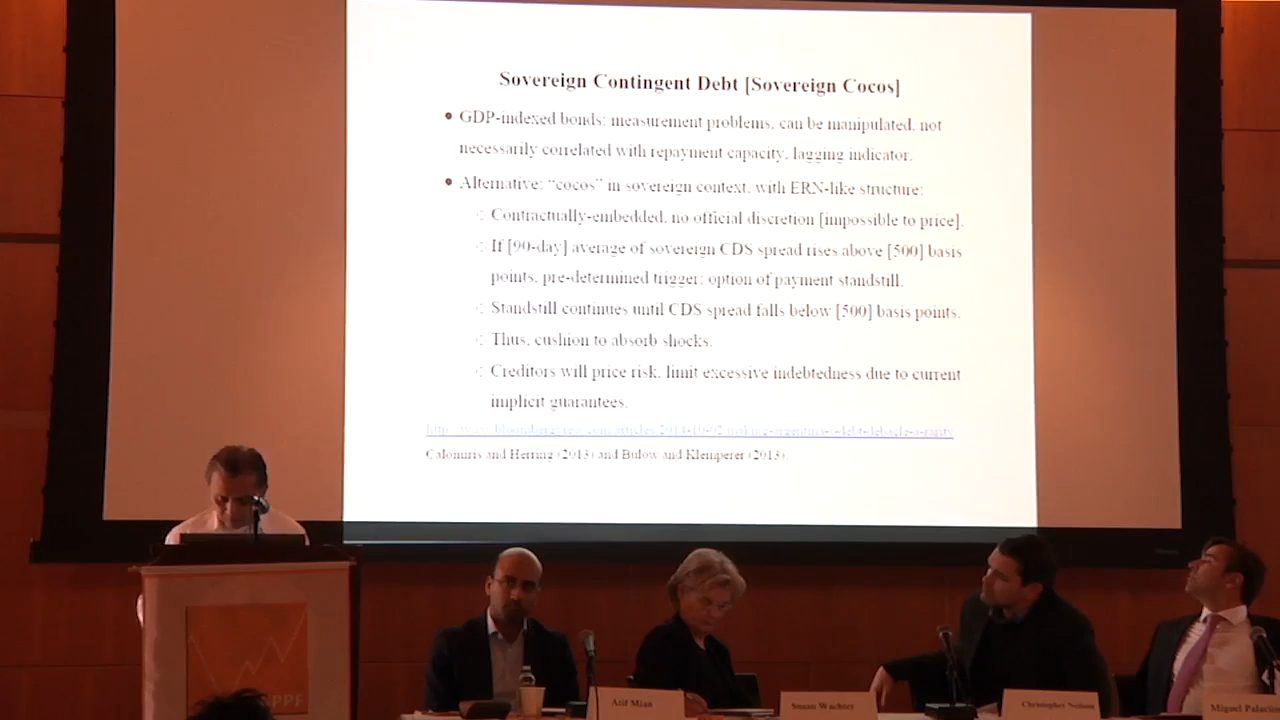 Sovereign Contingent Debt [Sovereign Cocos]
GDP-indexed bonds: measurement problems, can be manipulated, not
necessarily correlated with repayment capacity, lagging indicator.
Alternative: “cocos” in sovereign context, with ERN-like structure:
Contractually-embedded, no official discretion [impossible to price].
If [90-day] average of sovereign CDS spread rises above [500] basis
points, pre-determined trigger: option of payment standstill.
Standstill continues until CDS spread falls below [500] basis points.
Thus, cushion to absorb shocks.
Creditors will price risk, limit excessive indebtedness due to current
implicit guarantees.
Calomiris and Herring (2013) and Bulow and Klemperer (2013).
PPF
Atif Mian
Susan Wachter
Christopher
Miguel Palacios